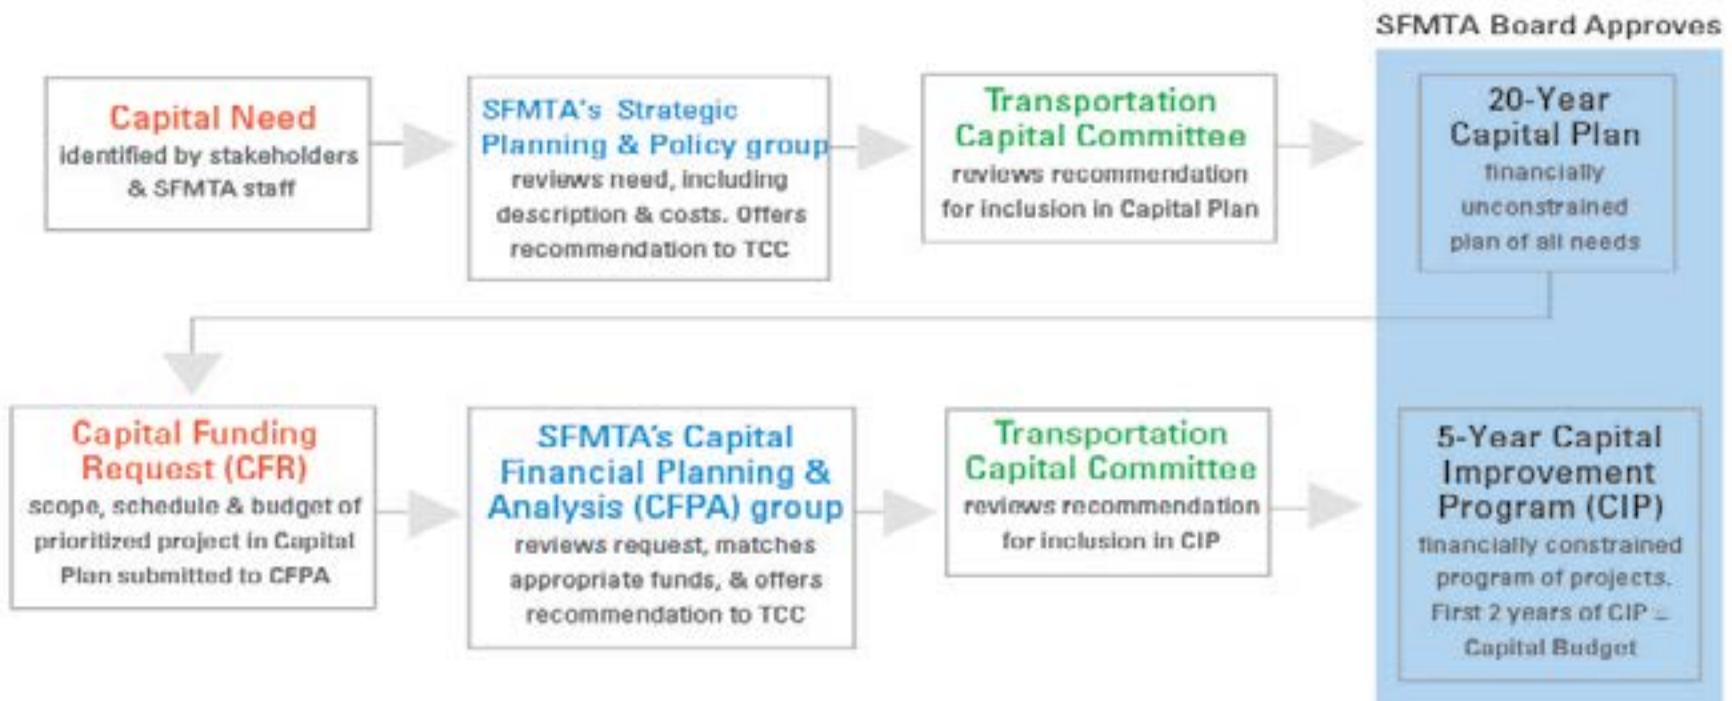 SFMTA Board Approves
Capital Need
identified by stakeholders
& SFMTA staff
SFMTA's Strategic
Planning & Policy group
reviews need, including
description & costs. Offers
recommendation to TCC
Transportation
Capital Committee
reviews recommendation
for inclusion in Capital Plan
20-Year
Capital Plan
financially
unconstrained
plan of all needs
Capital Funding
Request (CFR)
scope, schedule & budget of
prioritized project in Capital
Plan submitted to CFPA
SFMTA's Capital
Financial Planning &
Analysis (CFPA) group
reviews request, matches
appropriate funds, & offers
recommendation to TCC
Transportation
Capital Committee
reviews recommendation
for inclusion in CIP
5-Year Capital
Improvement
Program (CIP)
financially constrained
program of projects.
First 2 years of CIP =
Capital Budget